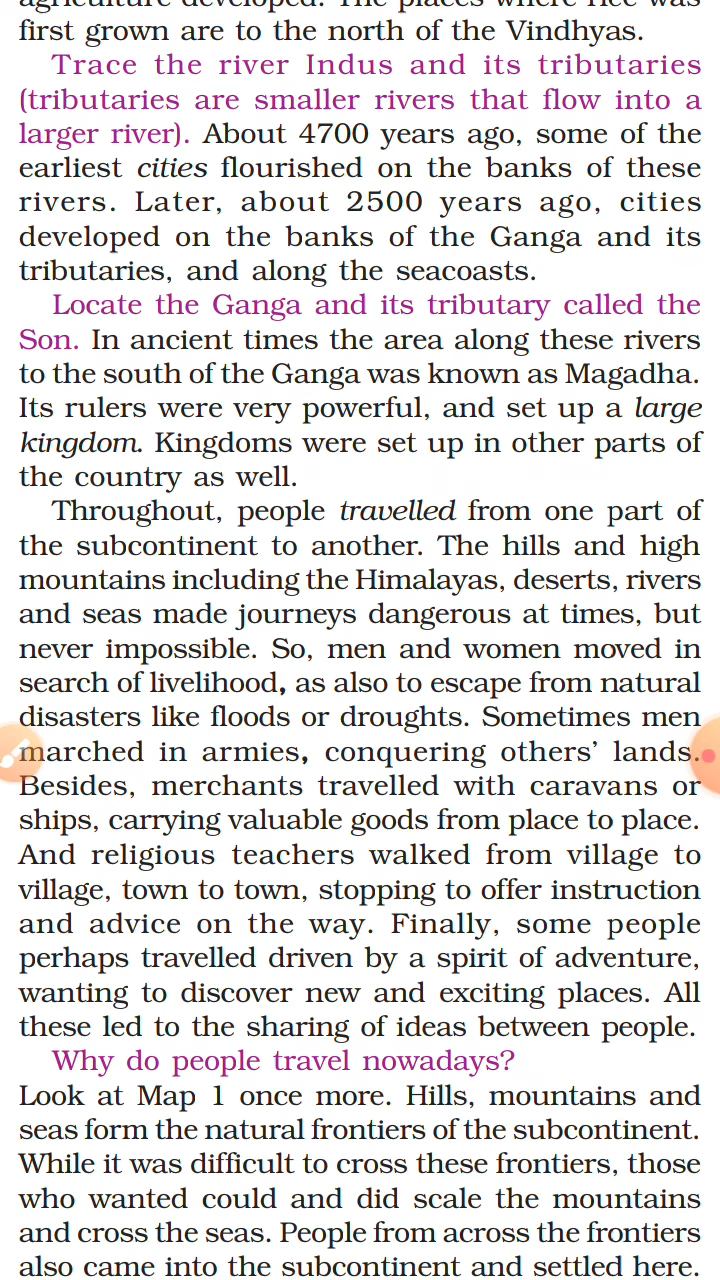 agriculture developed. The places where rice was
first grown are to the north of the Vindhyas.
Trace the river Indus and its tributaries
(tributaries are smaller rivers that flow into a
larger river). About 4700 years ago, some of the
earliest cities flourished on the banks of these
rivers. Later, about 2500 years ago, cities
developed on the banks of the Ganga and its
tributaries, and along the seacoasts.
Locate the Ganga and its tributary called the
Son. In ancient times the area along these rivers
to the south of the Ganga was known as Magadha.
Its rulers were very powerful, and set up a large
kingdom. Kingdoms were set up in other parts of
the country as well.
Throughout, people travelled from one part of
the subcontinent to another. The hills and high
mountains including the Himalayas, deserts, rivers
and seas made journeys dangerous at times, but
never impossible. So, men and women moved in
search of livelihood, as also to escape from natural
disasters like floods or droughts. Sometimes men
marched in armies, conquering others’ lands.
Besides, merchants travelled with caravans or
ships, carrying valuable goods from place to place.
And religious teachers walked from village to
village, town to town, stopping to offer instruction
and advice on the way. Finally, some people
perhaps travelled driven by a spirit of adventure,
wanting to discover new and exciting places. All
these led to the sharing of ideas between people.
Why do people travel nowadays?
Look at Map 1 once more. Hills, mountains and
seas form the natural frontiers of the subcontinent.
While it was difficult to cross these frontiers, those
who wanted could and did scale the mountains
and cross the seas. People from across the frontiers
also came into the subcontinent and settled here.